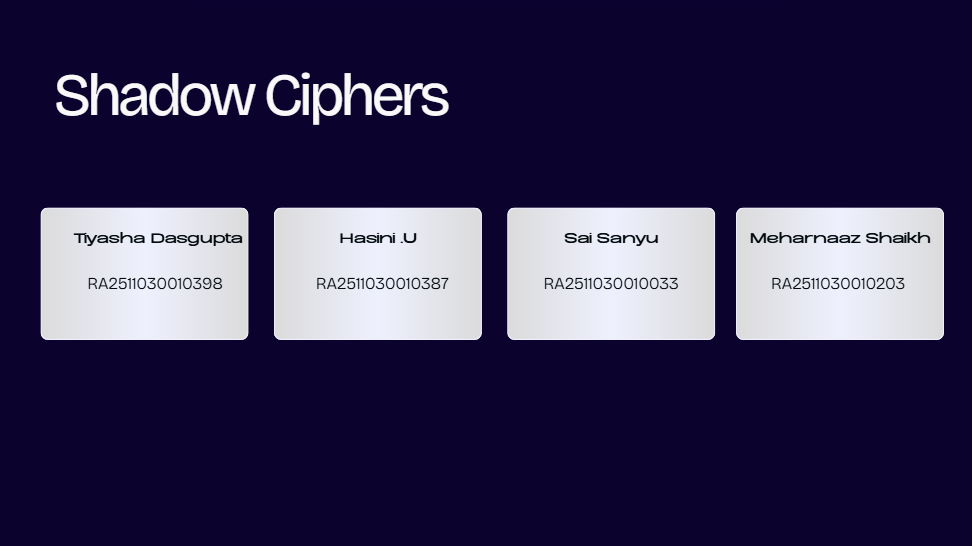 Shadow Ciphers
Tiyasha Dasgupta
RA2511030010398
Hasini .U
RA2511030010387
Sai Sanyu
RA2511030010033
Meharnaaz Shaikh
RA2511030010203